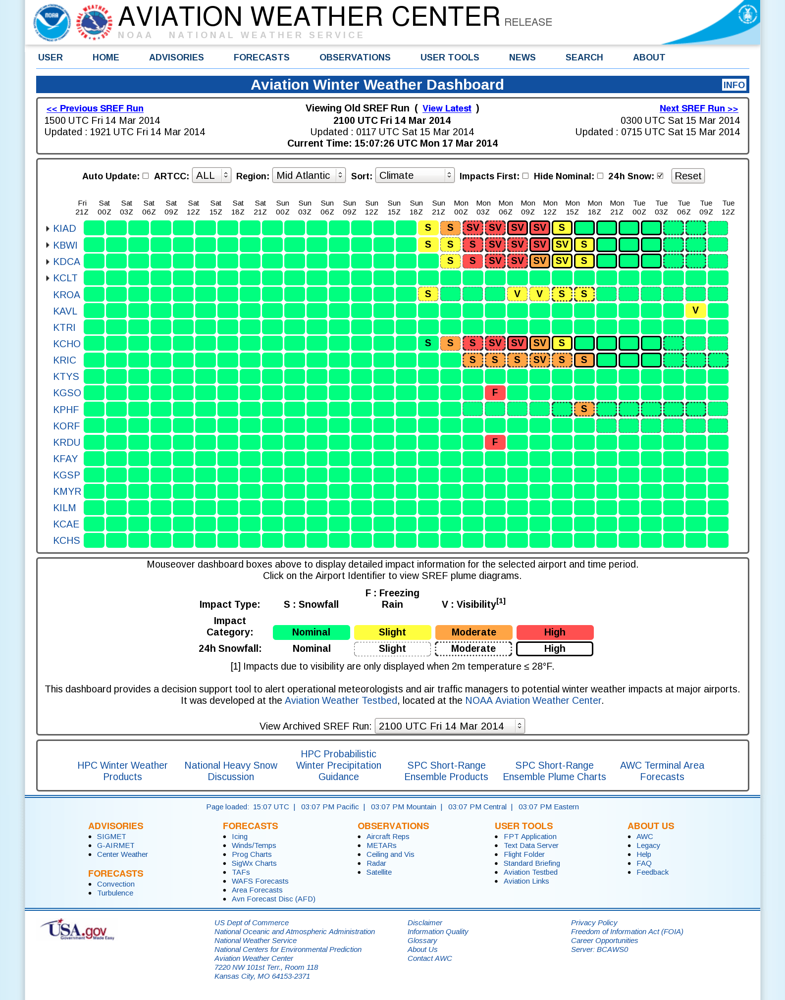 AVIATION WEATHER CENTER RELEASE
NOAA NATIONAL WEATHER SERVICE
USER HOME ADVISORIES FORECASTS OBSERVATIONS USER TOOLS NEWS SEARCH ABOUT
Aviation Winter Weather Dashboard INFO
<< Previous SREF Run Viewing Old SREF Run ( View Latest ) Next SREF Run >>
1500 UTC Fri 14 Mar 2014 2100 UTC Fri 14 Mar 2014 0300 UTC Sat 15 Mar 2014
Updated : 1921 UTC Fri 14 Mar 2014 Updated : 0117 UTC Sat 15 Mar 2014 Updated : 0715 UTC Sat 15 Mar 2014
Current Time: 15:07:26 UTC Mon 17 Mar 2014
Auto Update: ARTCC: ALL Region: Mid Atlantic Sort: Climate Impacts First: Hide Nominal: 24h Snow: Reset
Fri Sat Sat Sat Sat Sat Sat Sat Sat Sun Sun Sun Sun Sun Sun Sun Sun Mon Mon Mon Mon Mon Mon Mon Mon Tue Tue Tue Tue Tue
21Z 00Z 03Z 06Z 09Z 12Z 15Z 18Z 21Z 00Z 03Z 06Z 09Z 12Z 15Z 18Z 21Z 00Z 03Z 06Z 09Z 12Z 15Z 18Z 21Z 00Z 03Z 06Z 09Z 12Z
KIAD S S SV SV SV SV S
KBWI S S S SV SV SV SV S
KDCA S S SV SV SV SV S
KCLT
KROA S V V S S
KAVL V
KTRI
KCHO S S S SV SV SV S
KRIC S S S SV S S
KTYS
KGSO F
KPHF S
KORF
KRDU F
KFAY
KGSP
KMYR
KILM
KCAE
KCHS
Mouseover dashboard boxes above to display detailed impact information for the selected airport and time period.
Click on the Airport Identifier to view SREF plume diagrams.
Impact Type: S : Snowfall F : Freezing Rain V : Visibility[1]
Impact Category: Nominal Slight Moderate High
24h Snowfall: Nominal Slight Moderate High
[1] Impacts due to visibility are only displayed when 2m temperature ≤ 28°F.
This dashboard provides a decision support tool to alert operational meteorologists and air traffic managers to potential winter weather impacts at major airports.
It was developed at the Aviation Weather Testbed, located at the NOAA Aviation Weather Center.
View Archived SREF Run: 2100 UTC Fri 14 Mar 2014
HPC Winter Weather Products
National Heavy Snow Discussion
HPC Probabilistic Winter Precipitation Guidance
SPC Short-Range Ensemble Products
SPC Short-Range Ensemble Plume Charts
AWC Terminal Area Forecasts
Page loaded: 15:07 UTC | 03:07 PM Pacific | 03:07 PM Mountain | 03:07 PM Central | 03:07 PM Eastern
ADVISORIES
SIGMET
G-AIRMET
Center Weather
FORECASTS
Convection
Turbulence
FORECASTS
Icing
Winds/Temps
Prog Charts
SigWx Charts
TAFs
WAFS Forecasts
Area Forecasts
Avn Forecast Disc (AFD)
OBSERVATIONS
Aircraft Reps
METARs
Ceiling and Vis
Radar
Satellite
USER TOOLS
FPT Application
Text Data Server
Flight Folder
Standard Briefing
Aviation Testbed
Aviation Links
ABOUT US
AWC
Legacy
Help
FAQ
Feedback
USA.gov
Government Made Easy
US Dept of Commerce
National Oceanic and Atmospheric Administration
National Weather Service
National Centers for Environmental Prediction
Aviation Weather Center
7220 NW 101st Terr., Room 118
Kansas City, MO 64153-2371
Disclaimer
Information Quality
Glossary
About Us
Contact AWC
Privacy Policy
Freedom of Information Act (FOIA)
Career Opportunities
Server: BCAWS0